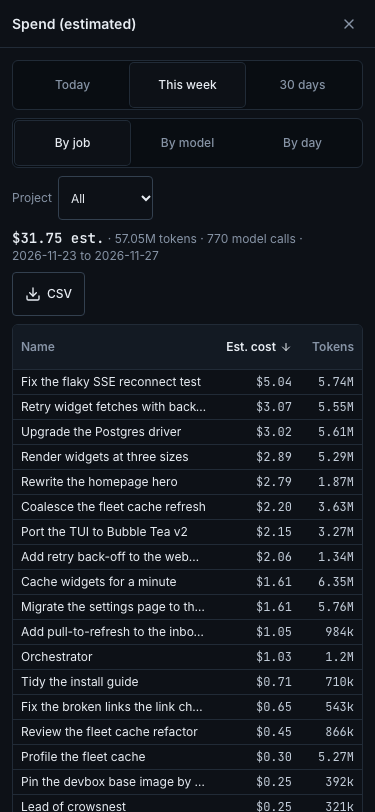 Spend (estimated)
Today This week 30 days
By job By model By day
Project All
$31.75 est. · 57.05M tokens · 770 model calls ·
2026-11-23 to 2026-11-27
CSV
Name Est. cost ↓ Tokens
Fix the flaky SSE reconnect test $5.04 5.74M
Retry widget fetches with back… $3.07 5.55M
Upgrade the Postgres driver $3.02 5.61M
Render widgets at three sizes $2.89 5.29M
Rewrite the homepage hero $2.79 1.87M
Coalesce the fleet cache refresh $2.20 3.63M
Port the TUI to Bubble Tea v2 $2.15 3.27M
Add retry back-off to the web… $2.06 1.34M
Cache widgets for a minute $1.61 6.35M
Migrate the settings page to th… $1.61 5.76M
Add pull-to-refresh to the inbo… $1.05 984k
Orchestrator $1.03 1.2M
Tidy the install guide $0.71 710k
Fix the broken links the link ch… $0.65 543k
Review the fleet cache refactor $0.45 866k
Profile the fleet cache $0.30 5.27M
Pin the devbox base image by … $0.25 392k
Lead of crowsnest $0.25 321k